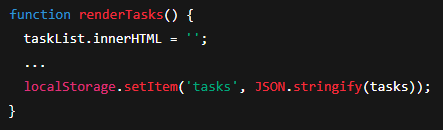 function renderTasks() {
  taskList.innerHTML = '';
  ...
  localStorage.setItem('tasks', JSON.stringify(tasks));
}